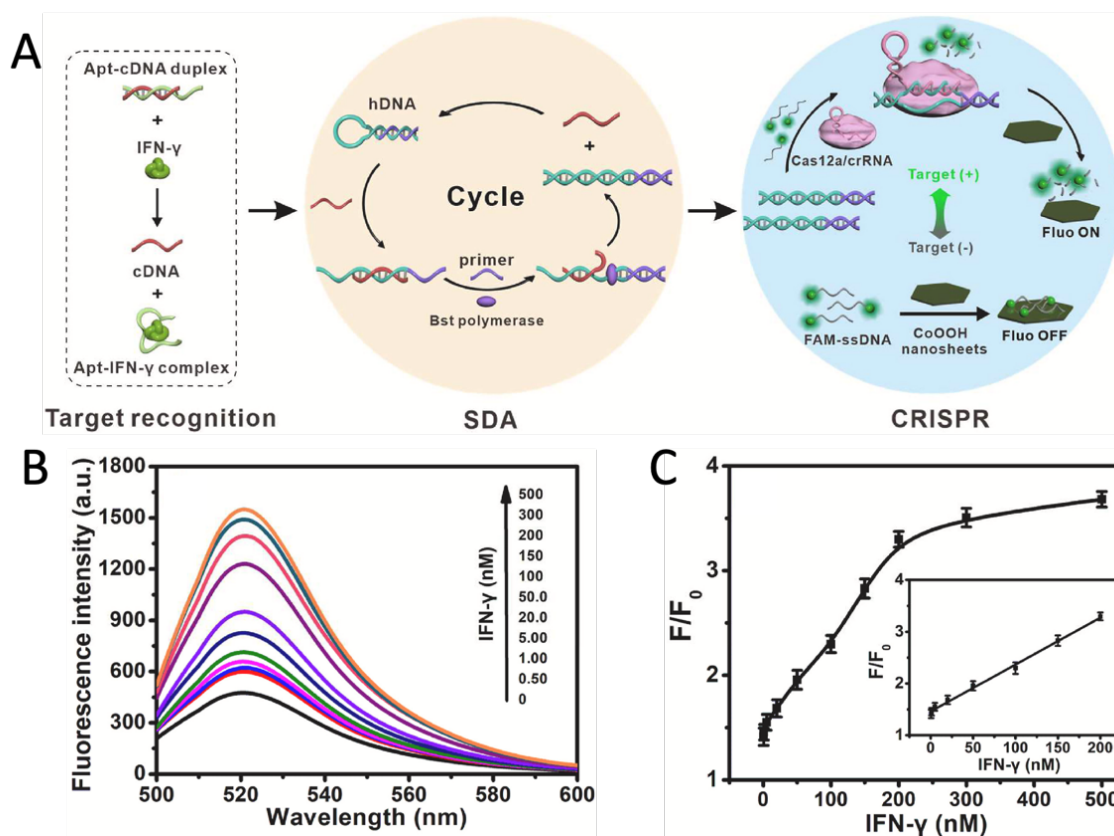 A
Apt-cDNA duplex
+
IFN-γ
cDNA
+
Apt-IFN-γ complex
Target recognition
hDNA
+
Cycle
primer
Bst polymerase
SDA
Cas12a/crRNA
Target (+)
Target (-)
Fluo ON
FAM-ssDNA
CoOOH
nanosheets
Fluo OFF
CRISPR
B
Fluorescence intensity (a.u.)
1800
1500
1200
900
600
300
0
500 520 540 560 580 600
Wavelength (nm)
IFN-γ (nM)
500
300
200
150
100
50.0
20.0
5.00
1.00
0.50
0
C
F/F0
4
3
2
1
0 100 200 300 400 500
IFN-γ (nM)
F/F0
4
3
2
1
0 50 100 150 200
IFN-γ (nM)